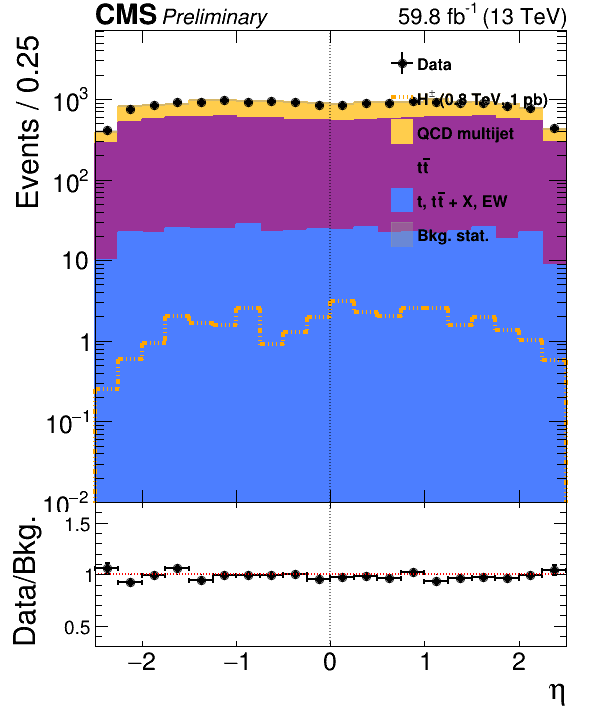 CMS Preliminary 59.8 fb⁻¹ (13 TeV)
Events / 0.25
10³
10²
10
1
10⁻¹
10⁻²
Data
H± (0.8 TeV, 1 pb)
QCD multijet
tt̅
t, tt̅ + X, EW
Bkg. stat.
Data/Bkg.
1.5
1
0.5
−2 −1 0 1 2
η